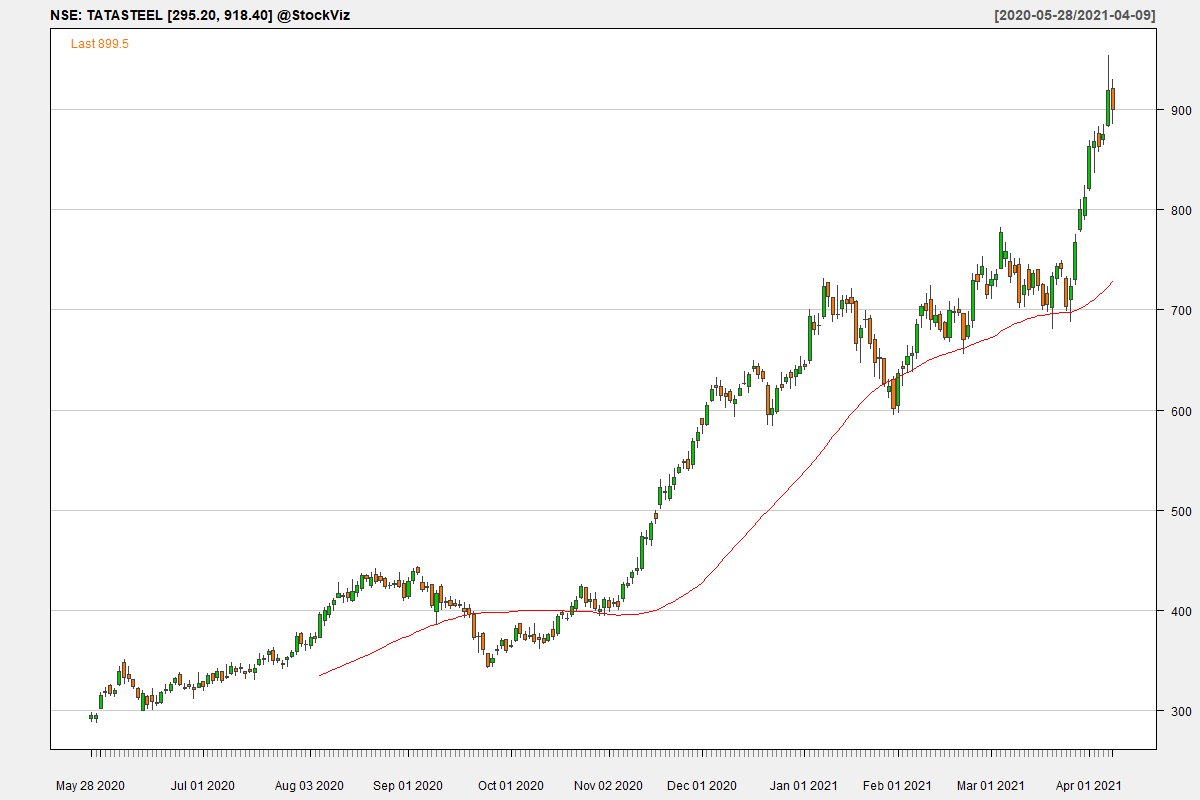 NSE: TATASTEEL [295.20, 918.40] @StockViz
[2020-05-28/2021-04-09]
Last 899.5
900
800
700
600
500
400
300
May 28 2020
Jul 01 2020
Aug 03 2020
Sep 01 2020
Oct 01 2020
Nov 02 2020
Dec 01 2020
Jan 01 2021
Feb 01 2021
Mar 01 2021
Apr 01 2021